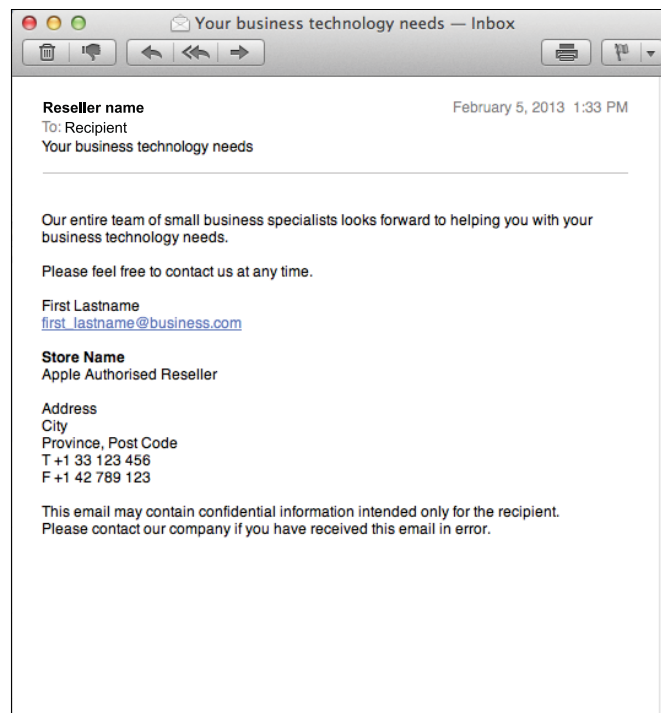 Your business technology needs — Inbox
Reseller name
February 5, 2013 1:33 PM
To: Recipient
Your business technology needs
Our entire team of small business specialists looks forward to helping you with your
business technology needs.
Please feel free to contact us at any time.
First Lastname
first_lastname@business.com
Store Name
Apple Authorised Reseller
Address
City
Province, Post Code
T +1 33 123 456
F +1 42 789 123
This email may contain confidential information intended only for the recipient.
Please contact our company if you have received this email in error.